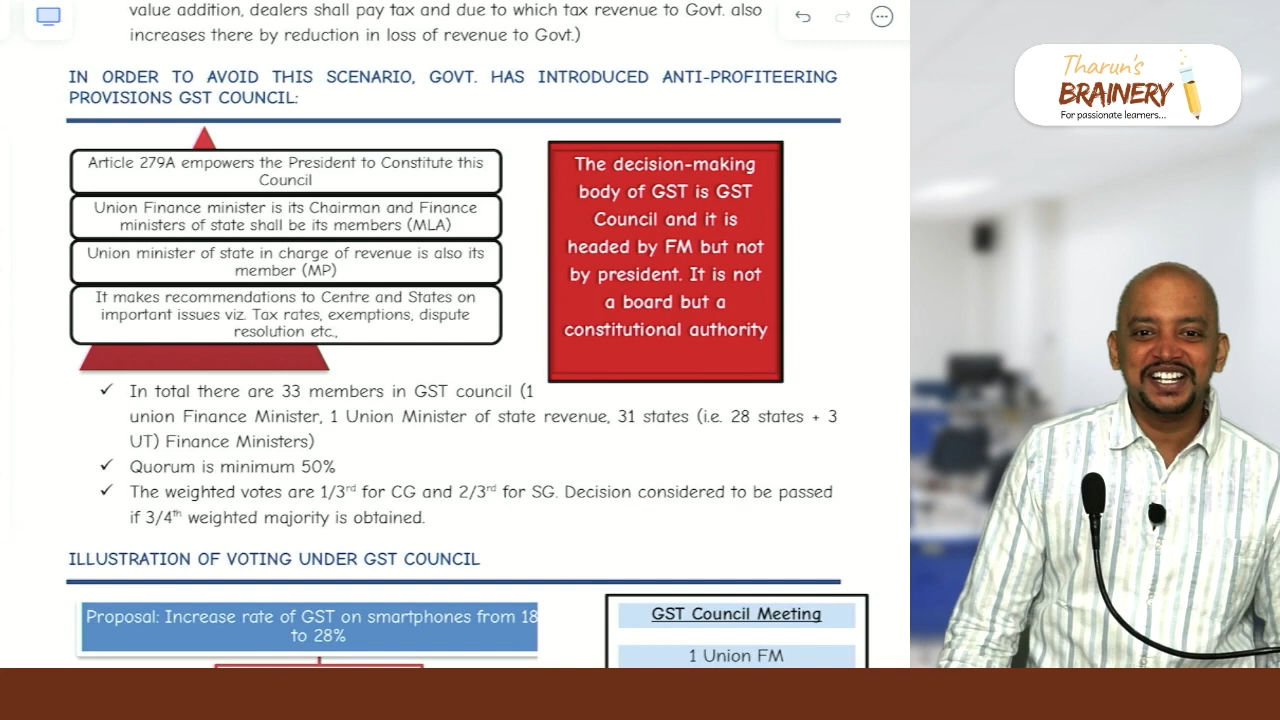 value addition, dealers shall pay tax and due to which tax revenue to Govt. also
increases there by reduction in loss of revenue to Govt.)
IN ORDER TO AVOID THIS SCENARIO, GOVT. HAS INTRODUCED ANTI-PROFITEERING
PROVISIONS GST COUNCIL:
Article 279A empowers the President to Constitute this
Council
Union Finance minister is its Chairman and Finance
ministers of state shall be its members (MLA)
Union minister of state in charge of revenue is also its
member (MP)
It makes recommendations to Centre and States on
important issues viz. Tax rates, exemptions, dispute
resolution etc.,
The decision-making
body of GST is GST
Council and it is
headed by FM but not
by president. It is not
a board but a
constitutional authority
✓ In total there are 33 members in GST council (1
union Finance Minister, 1 Union Minister of state revenue, 31 states (i.e. 28 states + 3
UT) Finance Ministers)
✓ Quorum is minimum 50%
✓ The weighted votes are 1/3rd for CG and 2/3rd for SG. Decision considered to be passed
if 3/4th weighted majority is obtained.
ILLUSTRATION OF VOTING UNDER GST COUNCIL
Proposal: Increase rate of GST on smartphones from 18
to 28%
GST Council Meeting
1 Union FM
Tharun's
BRAINERY
For passionate learners...